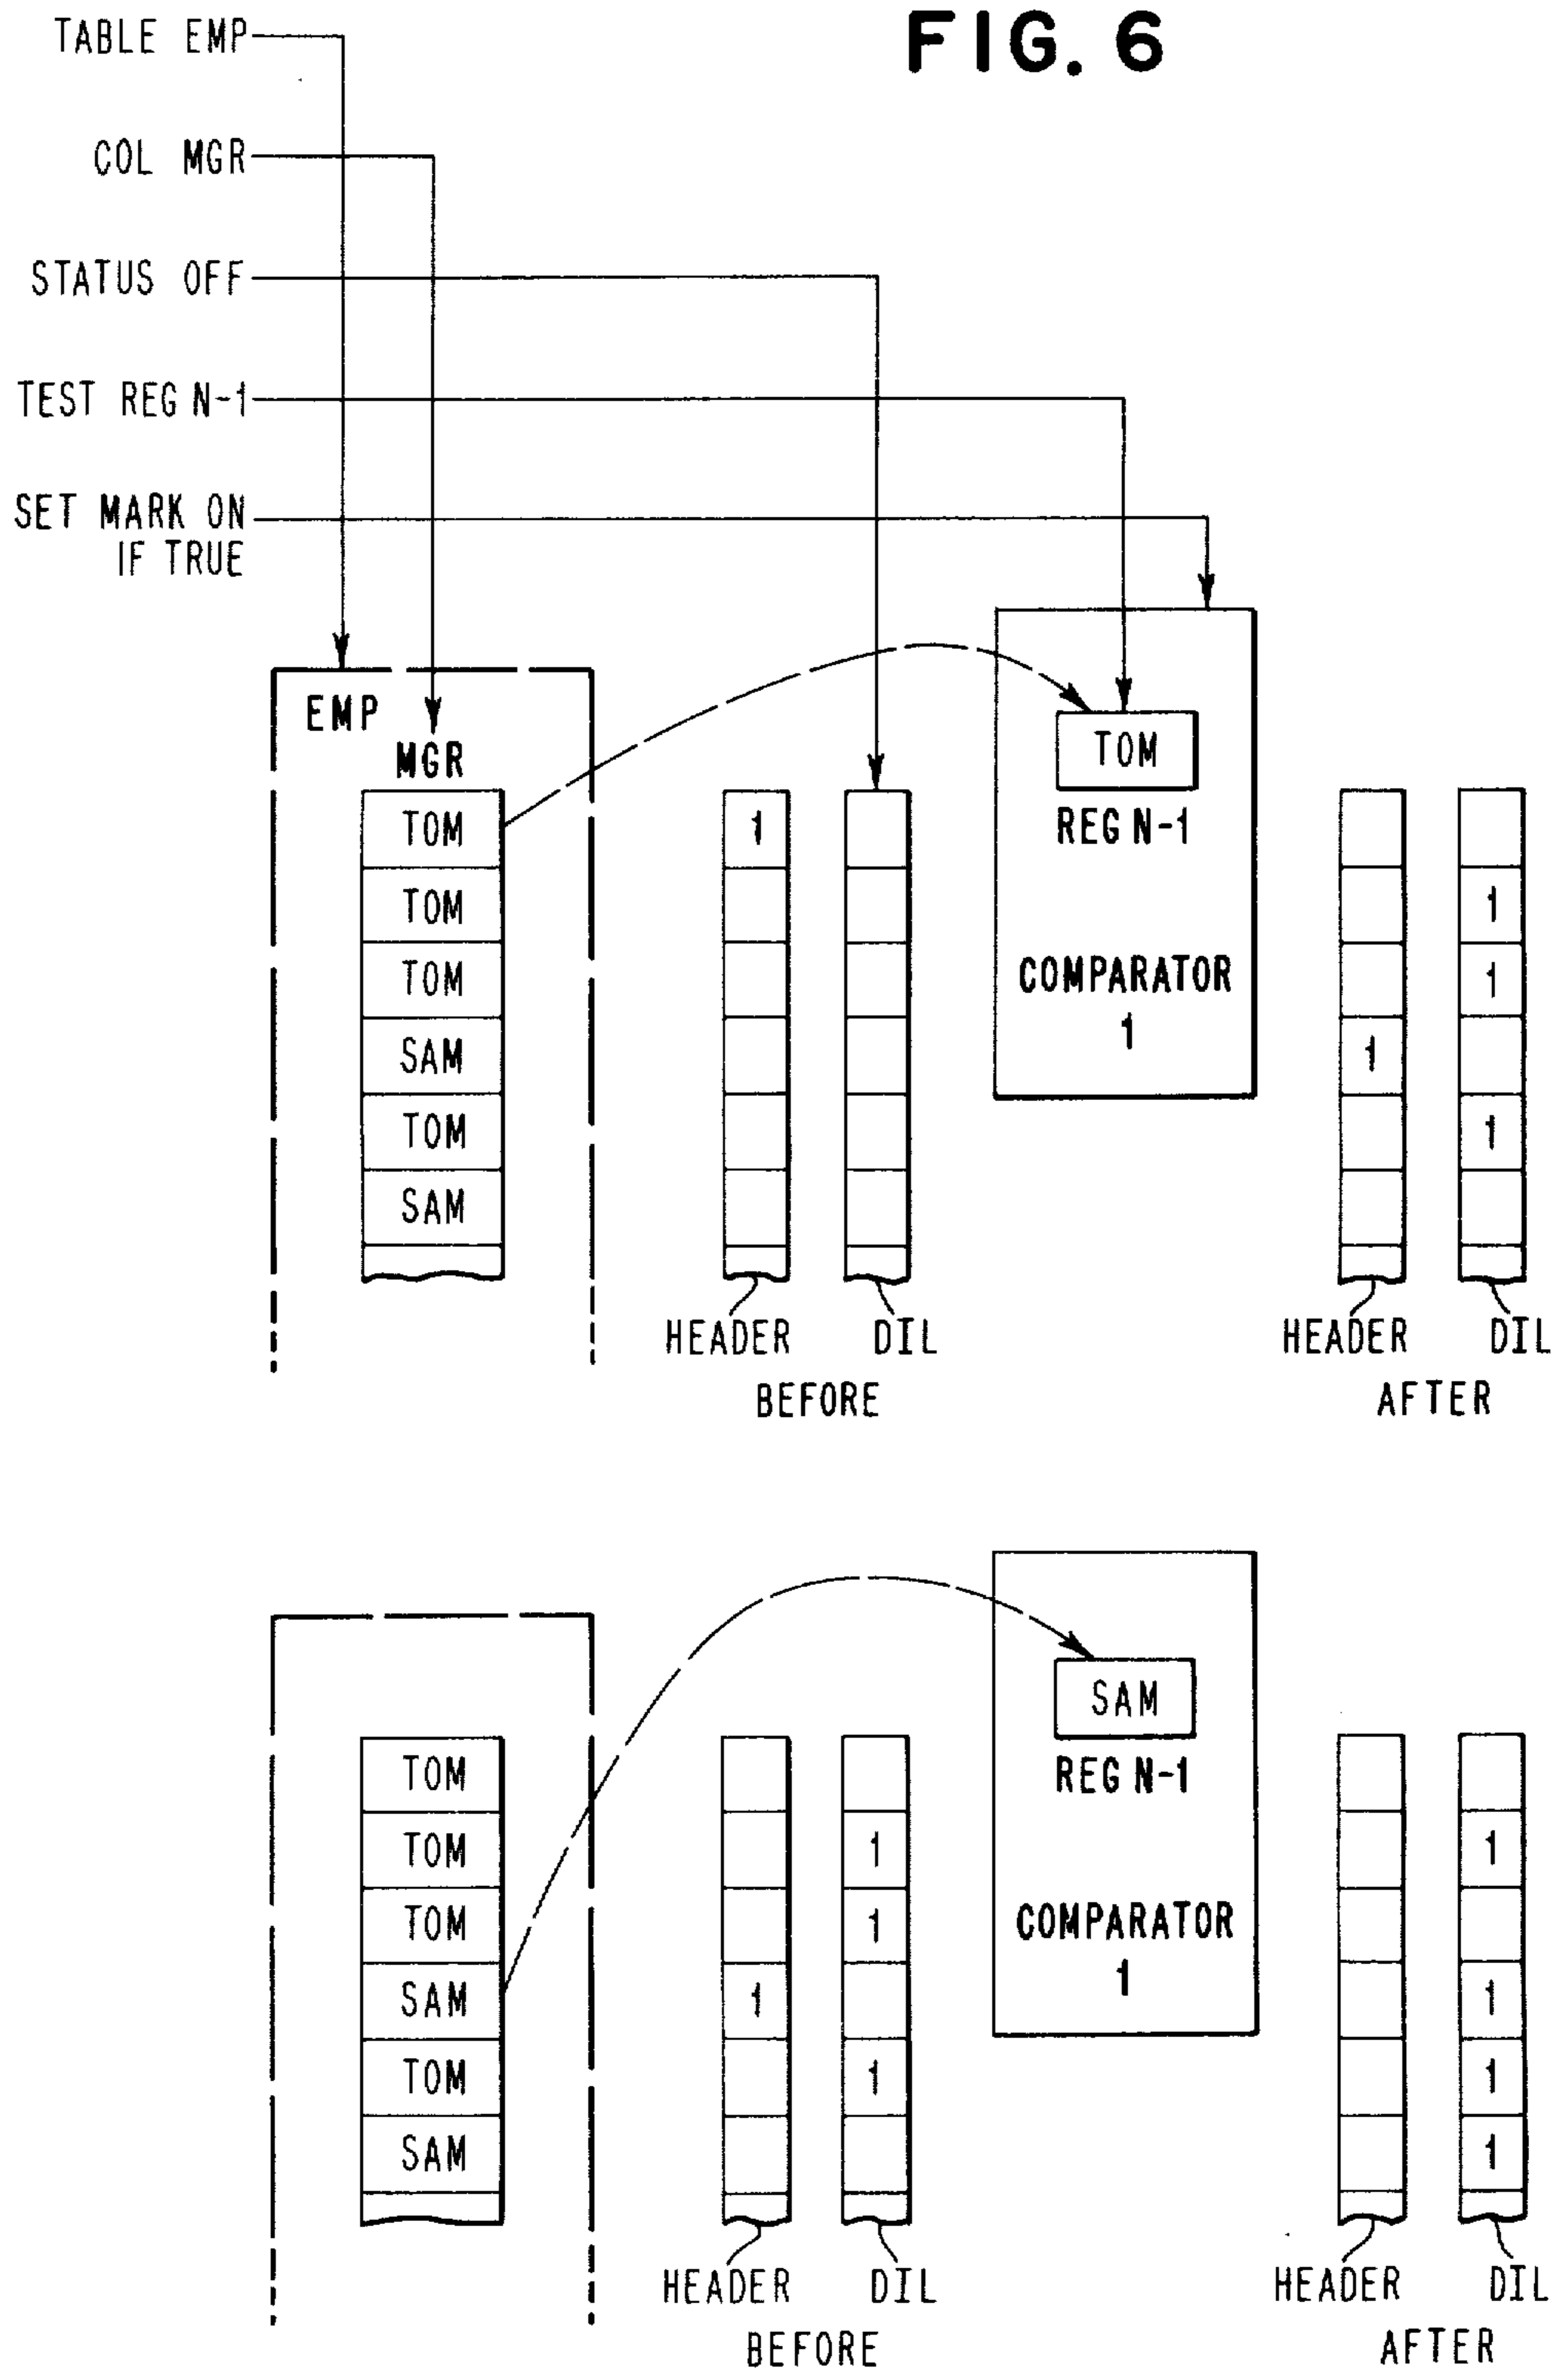 FIG. 6
TABLE EMP
COL MGR
STATUS OFF
TEST REG N-1
SET MARK ON
IF TRUE
EMP
MGR
TOM
TOM
TOM
SAM
TOM
SAM
1
HEADER
DIL
BEFORE
TOM
REG N-1
COMPARATOR
1
1
1
1
1
HEADER
DIL
AFTER
TOM
TOM
TOM
SAM
TOM
SAM
1
1
1
1
HEADER
DIL
BEFORE
SAM
REG N-1
COMPARATOR
1
1
1
1
1
HEADER
DIL
AFTER